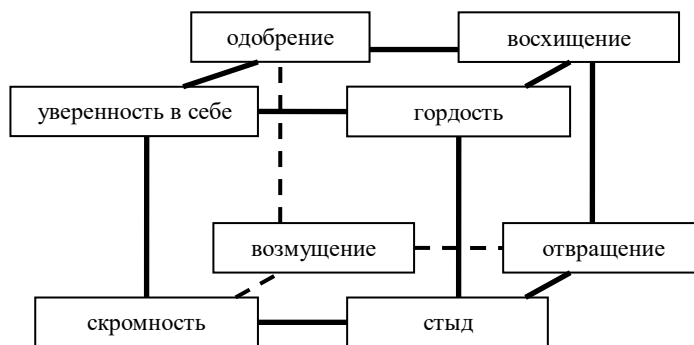 одобрение
восхищение
уверенность в себе
гордость
возмущение
отвращение
скромность
стыд